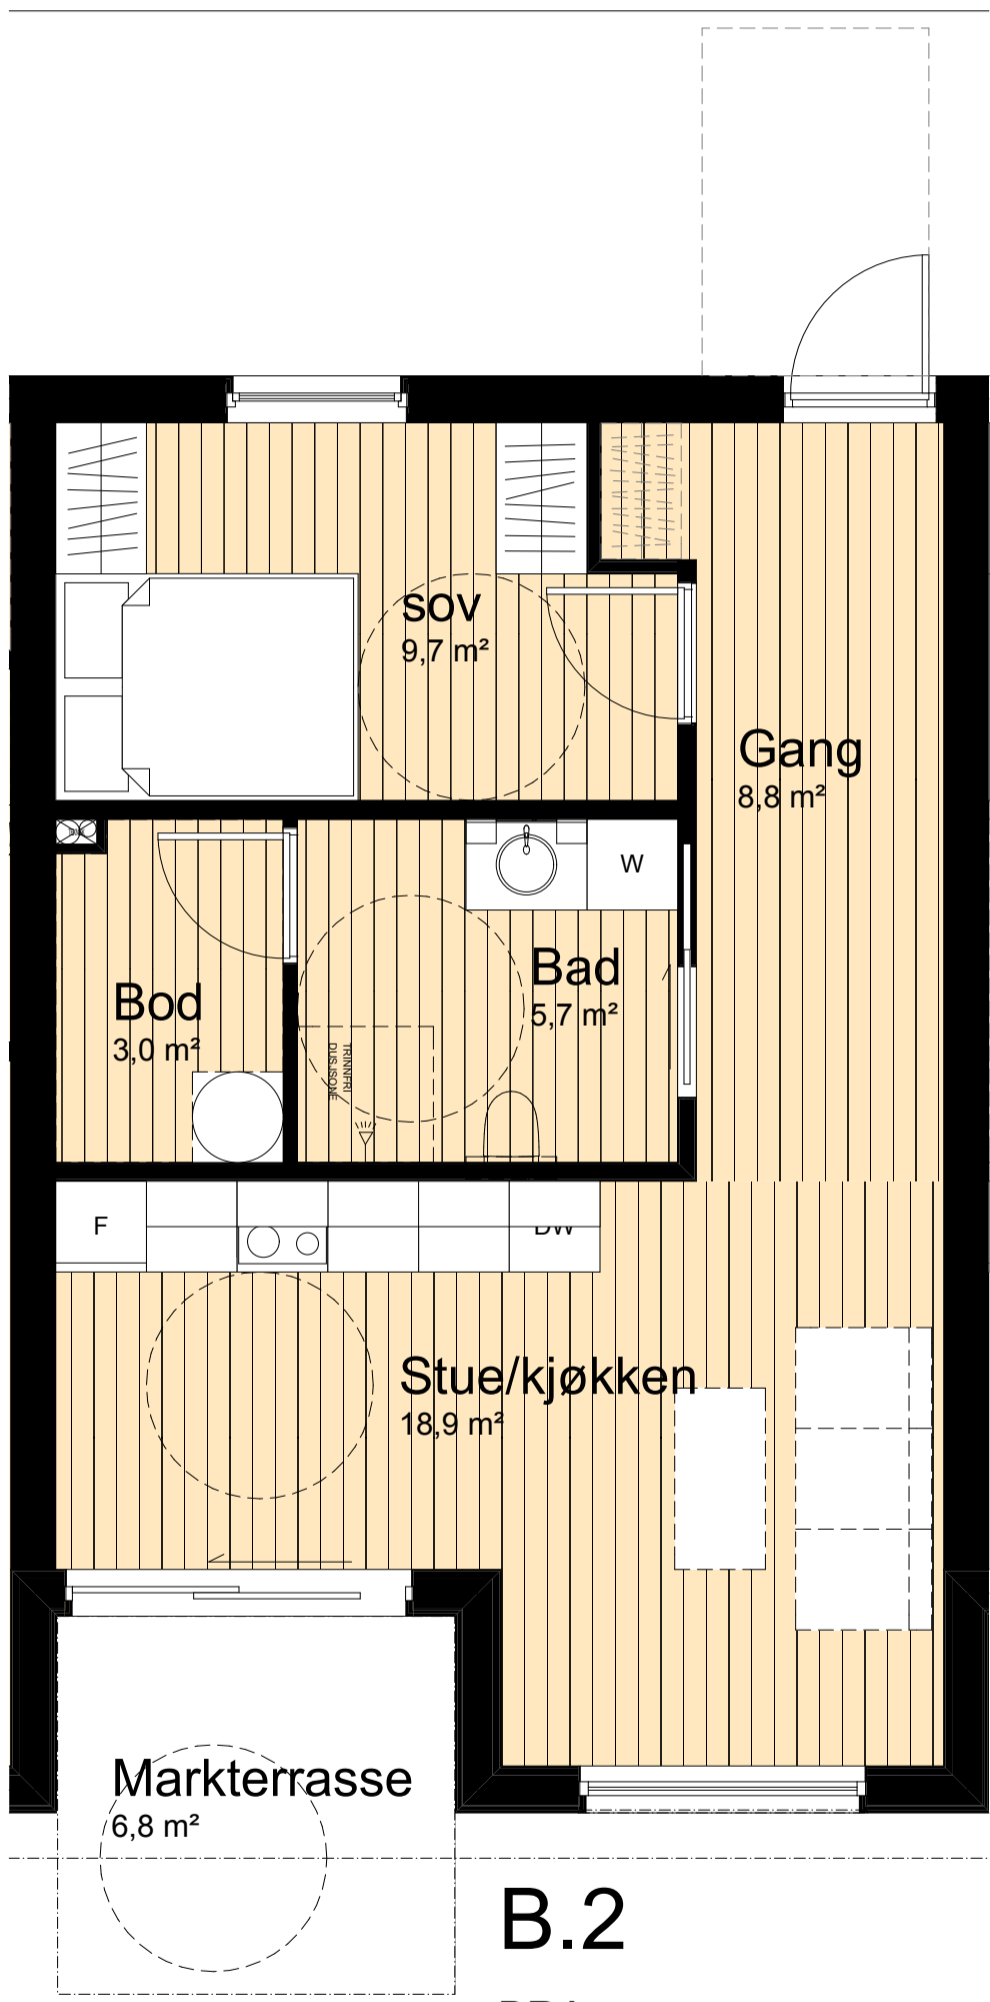 sov
9,7 m²
Gang
8,8 m²
W
Bad
5,7 m²
Bod
3,0 m²
TRINNFRI
DUSJSONE
F
DW
Stue/kjøkken
18,9 m²
Markterrasse
6,8 m²
B.2